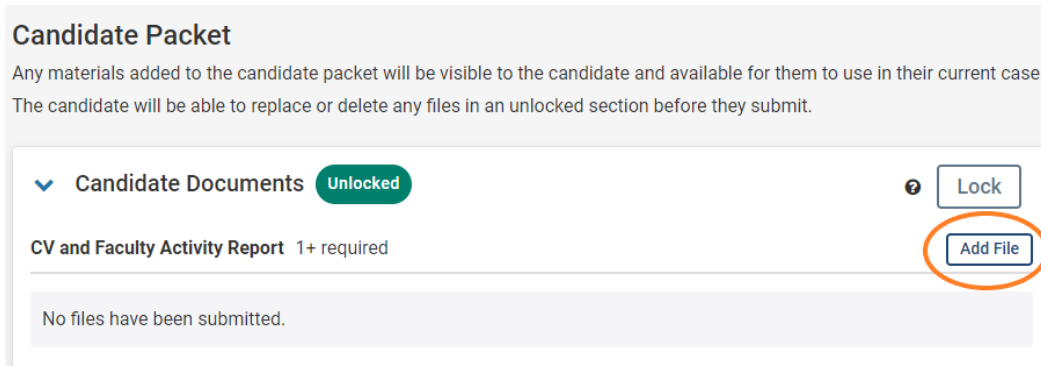 Candidate Packet
Any materials added to the candidate packet will be visible to the candidate and available for them to use in their current case
The candidate will be able to replace or delete any files in an unlocked section before they submit.
Candidate Documents Unlocked ? Lock
CV and Faculty Activity Report 1+ required Add File
No files have been submitted.